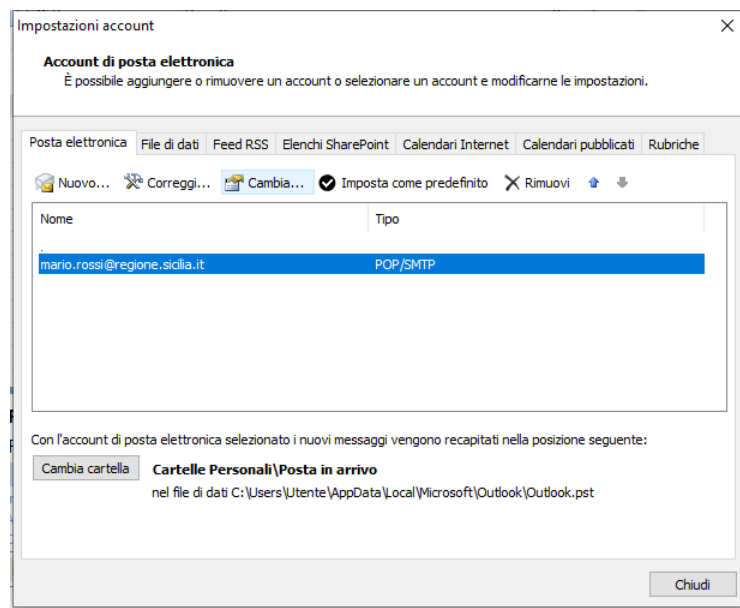 Impostazioni account
Account di posta elettronica
È possibile aggiungere o rimuovere un account o selezionare un account e modificarne le impostazioni.
Posta elettronica File di dati Feed RSS Elenchi SharePoint Calendari Internet Calendari pubblicati Rubriche
Nuovo... Correggi... Cambia... Imposta come predefinito Rimuovi
Nome Tipo
mario.rossi@regione.sicilia.it POP/SMTP
Con l'account di posta elettronica selezionato i nuovi messaggi vengono recapitati nella posizione seguente:
Cambia cartella Cartelle Personali\Posta in arrivo
nel file di dati C:\Users\Utente\AppData\Local\Microsoft\Outlook\Outlook.pst
Chiudi